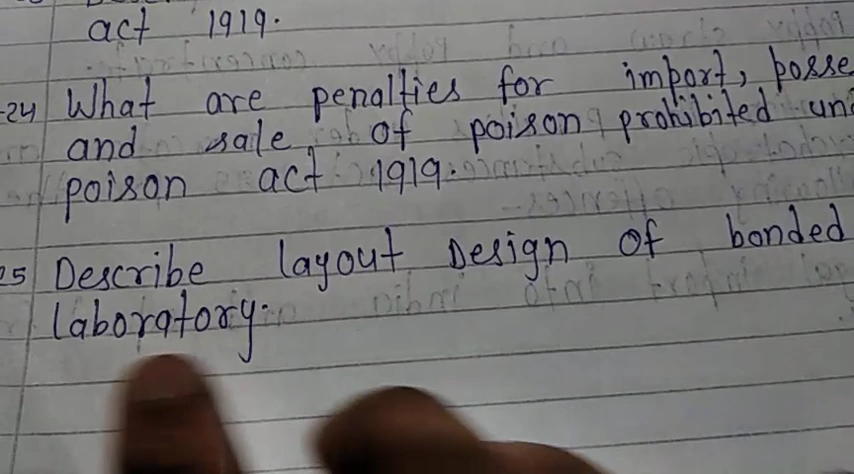 act 1919.
-24 What are penalties for import, posse
and sale of poison prohibited un
poison act 1919.
25 Describe layout Design of bonded
laboratory.